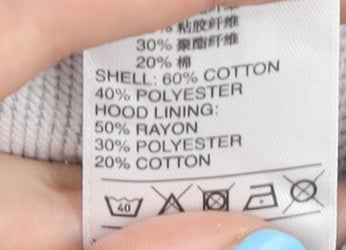 % 粘胶纤维
30% 聚酯纤维
20% 棉
SHELL: 60% COTTON
40% POLYESTER
HOOD LINING:
50% RAYON
30% POLYESTER
20% COTTON
40